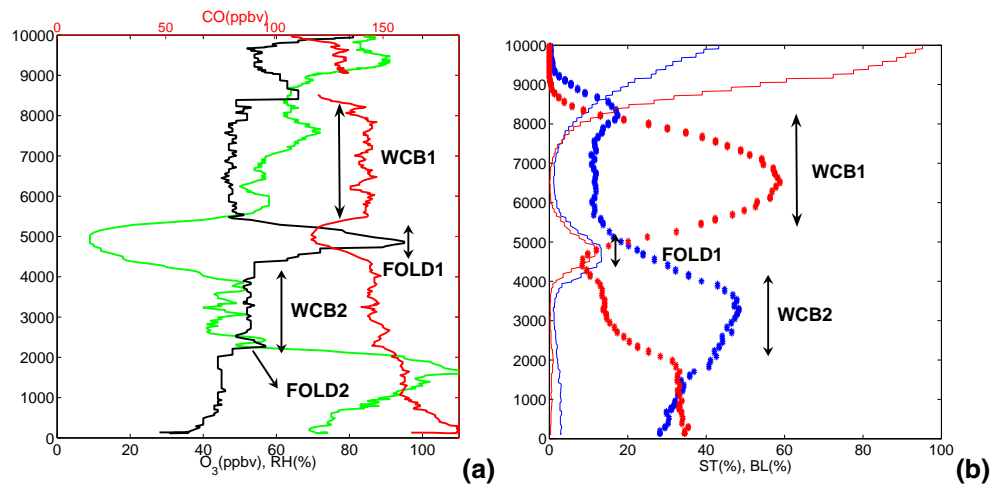 CO(ppbv)
0 50 100 150
10000
9000
8000
7000
6000
5000
4000
3000
2000
1000
0
0 20 40 60 80 100
O3(ppbv), RH(%)
WCB1
FOLD1
WCB2
FOLD2
(a)
10000
9000
8000
7000
6000
5000
4000
3000
2000
1000
0
0 20 40 60 80 100
ST(%), BL(%)
WCB1
FOLD1
WCB2
(b)